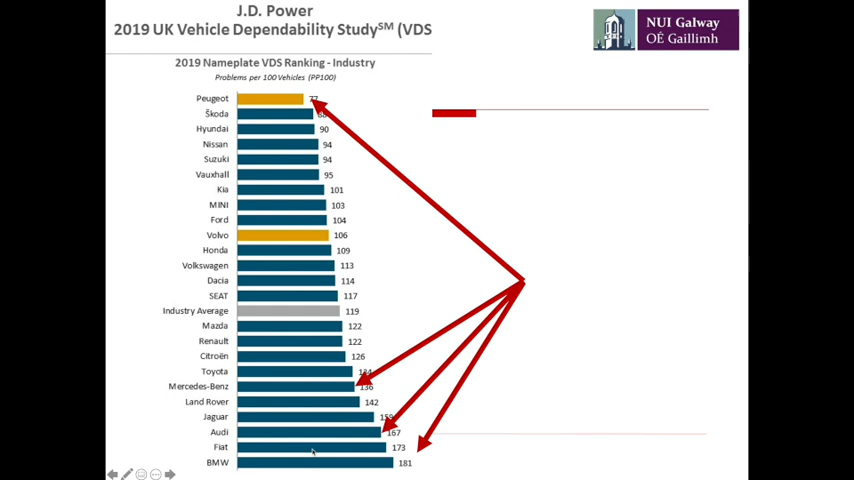 J.D. Power
2019 UK Vehicle Dependability Study℠ (VDS
NUI Galway
OÉ Gaillimh
2019 Nameplate VDS Ranking - Industry
Problems per 100 Vehicles (PP100)
Peugeot 77
Škoda
Hyundai 90
Nissan 94
Suzuki 94
Vauxhall 95
Kia 101
MINI 103
Ford 104
Volvo 106
Honda 109
Volkswagen 113
Dacia 114
SEAT 117
Industry Average 119
Mazda 122
Renault 122
Citroën 126
Toyota
Mercedes-Benz 136
Land Rover 142
Jaguar
Audi 167
Fiat 173
BMW 181